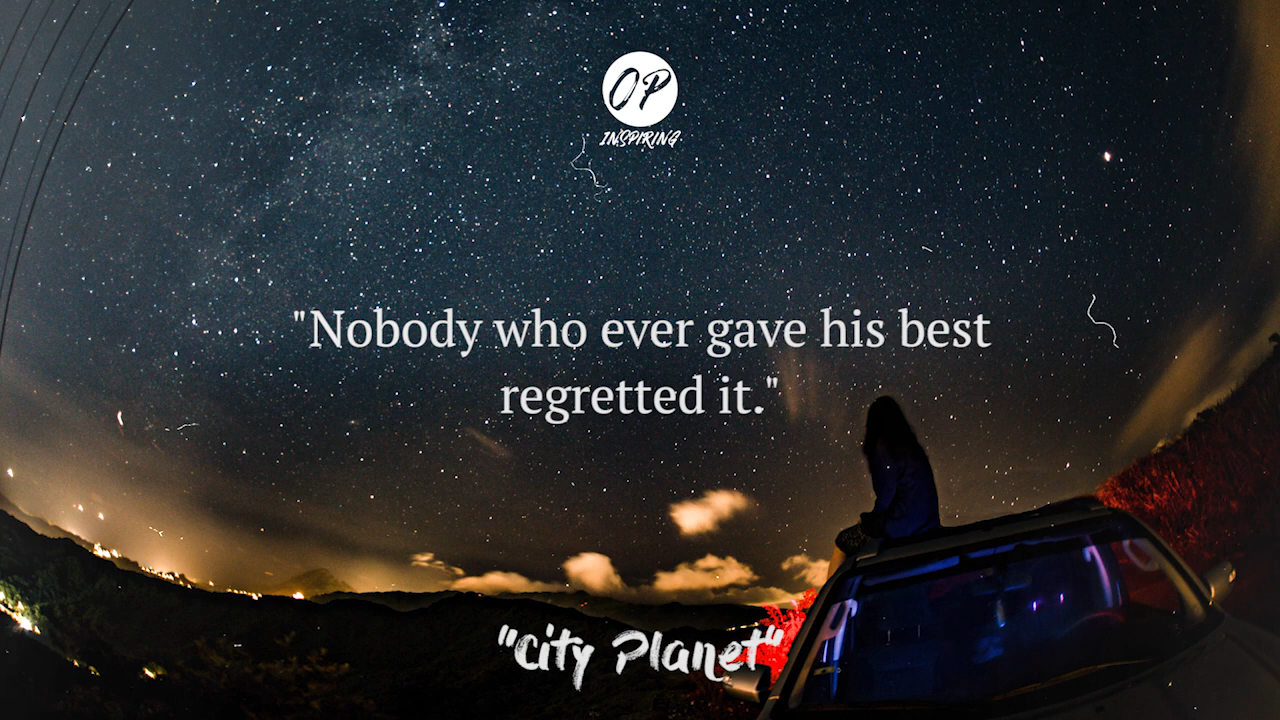 OP
INSPIRING
"Nobody who ever gave his best
regretted it."
"City Planet"